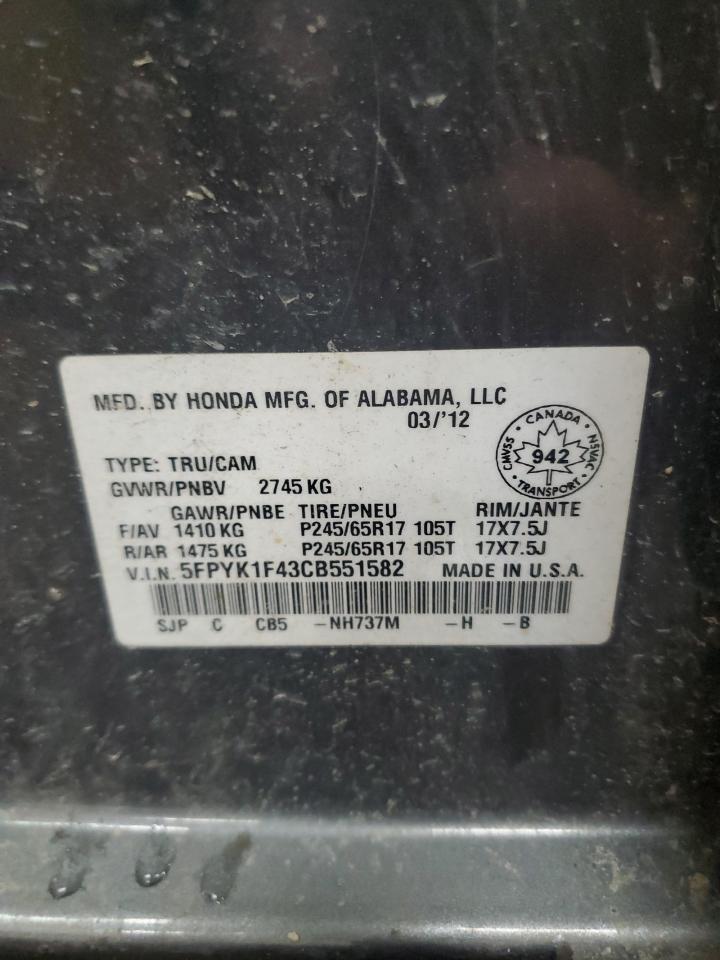 MFD. BY HONDA MFG. OF ALABAMA, LLC
03/'12
CANADA
CMVSS 942 NSVAC
TRANSPORT
TYPE: TRU/CAM
GVWR/PNBV 2745 KG
GAWR/PNBE TIRE/PNEU RIM/JANTE
F/AV 1410 KG P245/65R17 105T 17X7.5J
R/AR 1475 KG P245/65R17 105T 17X7.5J
V.I.N. 5FPYK1F43CB551582 MADE IN U.S.A.
SJP C CB5 -NH737M -H -B